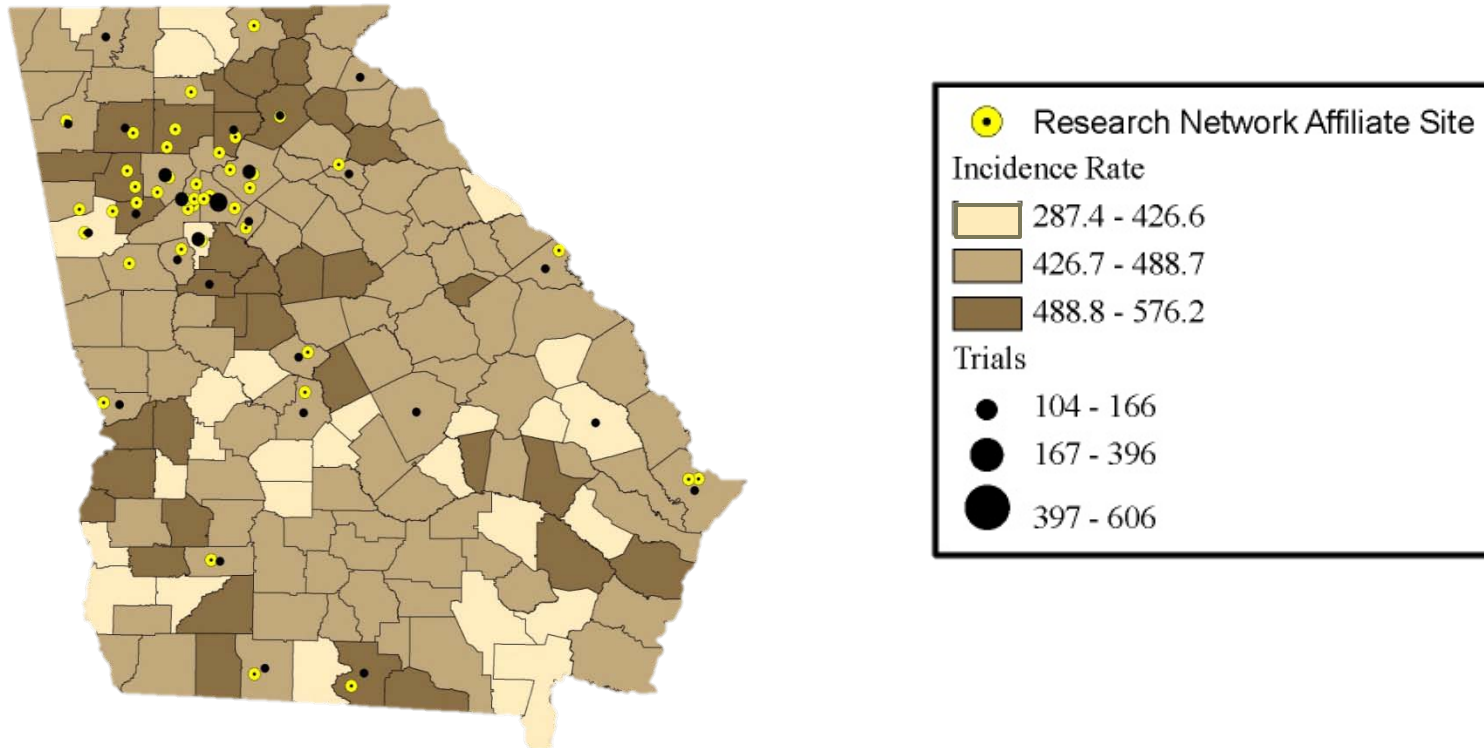 Research Network Affiliate Site
Incidence Rate
287.4 - 426.6
426.7 - 488.7
488.8 - 576.2
Trials
104 - 166
167 - 396
397 - 606